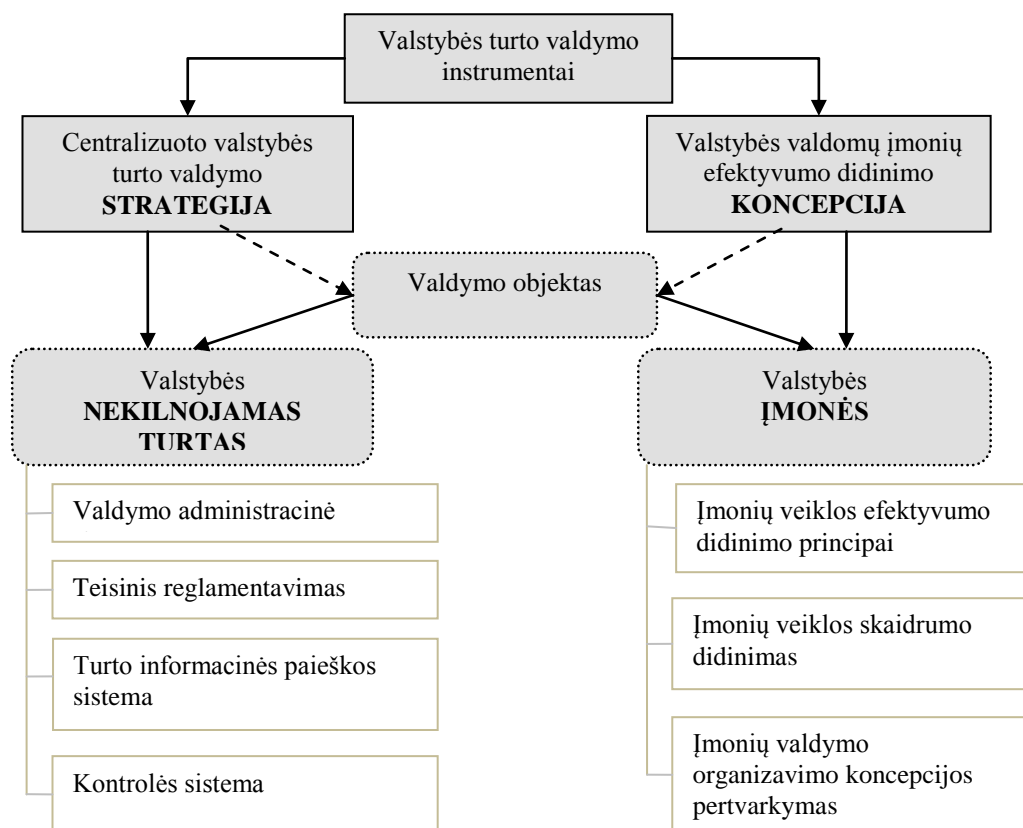 Valstybės turto valdymo
instrumentai
Centralizuoto valstybės
turto valdymo
STRATEGIJA
Valstybės valdomų įmonių
efektyvumo didinimo
KONCEPCIJA
Valdymo objektas
Valstybės
NEKILNOJAMAS
TURTAS
Valstybės
ĮMONĖS
Valdymo administracinė
Teisinis reglamentavimas
Turto informacinės paieškos
sistema
Kontrolės sistema
Įmonių veiklos efektyvumo
didinimo principai
Įmonių veiklos skaidrumo
didinimas
Įmonių valdymo
organizavimo koncepcijos
pertvarkymas